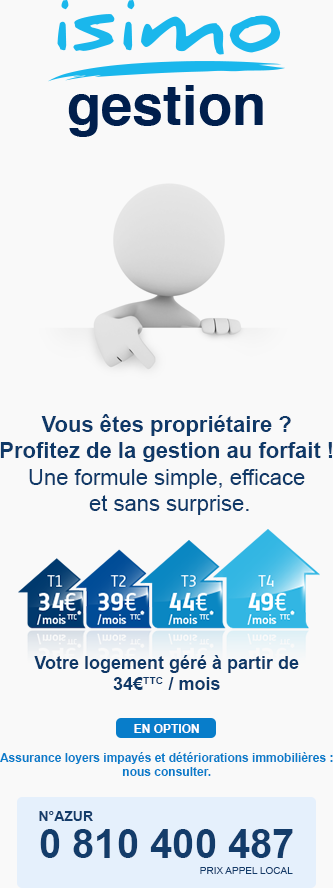 isimo
gestion
Vous êtes propriétaire ?
Profitez de la gestion au forfait !
Une formule simple, efficace
et sans surprise.
T1 T2 T3 T4
34€ 39€ 44€ 49€
/mois TTC* /mois TTC* /mois TTC* /mois TTC*
Votre logement géré à partir de
34€TTC / mois
EN OPTION
Assurance loyers impayés et détériorations immobilières :
nous consulter.
N°AZUR
0 810 400 487
PRIX APPEL LOCAL